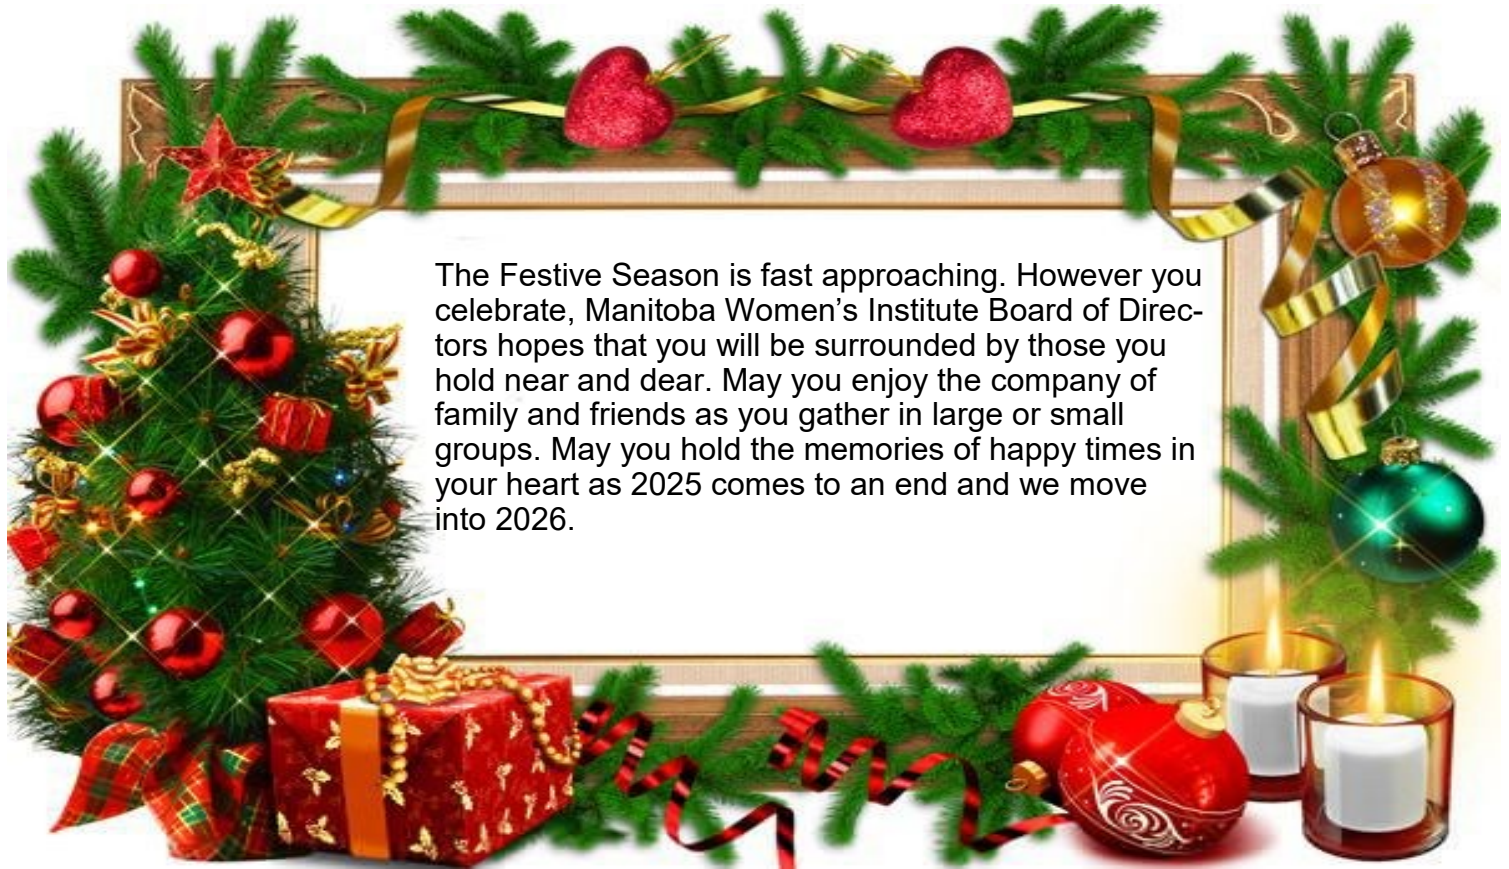 The Festive Season is fast approaching. However you
celebrate, Manitoba Women’s Institute Board of Direc-
tors hopes that you will be surrounded by those you
hold near and dear. May you enjoy the company of
family and friends as you gather in large or small
groups. May you hold the memories of happy times in
your heart as 2025 comes to an end and we move
into 2026.